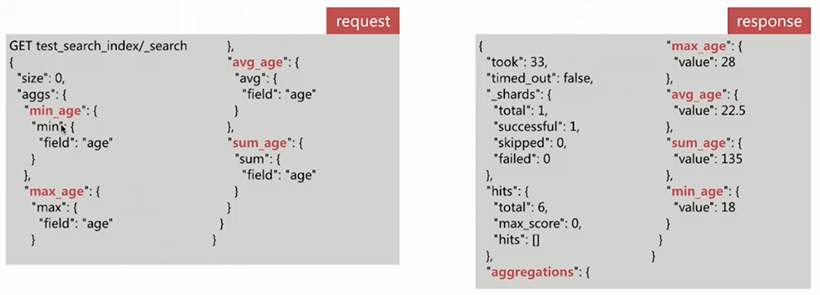 request
GET test_search_index/_search
{
"size": 0,
"aggs": {
"min_age": {
"min": {
"field": "age"
}
},
"max_age": {
"max": {
"field": "age"
}
},
"avg_age": {
"avg": {
"field": "age"
}
},
"sum_age": {
"sum": {
"field": "age"
}
}
}
}
response
{
"took": 33,
"timed_out": false,
"_shards": {
"total": 1,
"successful": 1,
"skipped": 0,
"failed": 0
},
"hits": {
"total": 6,
"max_score": 0,
"hits": []
},
"aggregations": {
"max_age": {
"value": 28
},
"avg_age": {
"value": 22.5
},
"sum_age": {
"value": 135
},
"min_age": {
"value": 18
}
}
}